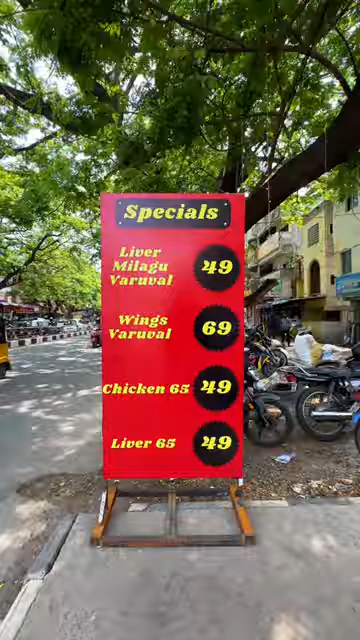 Specials
Liver
Milagu
Varuval
49
Wings
Varuval
69
Chicken 65
49
Liver 65
49